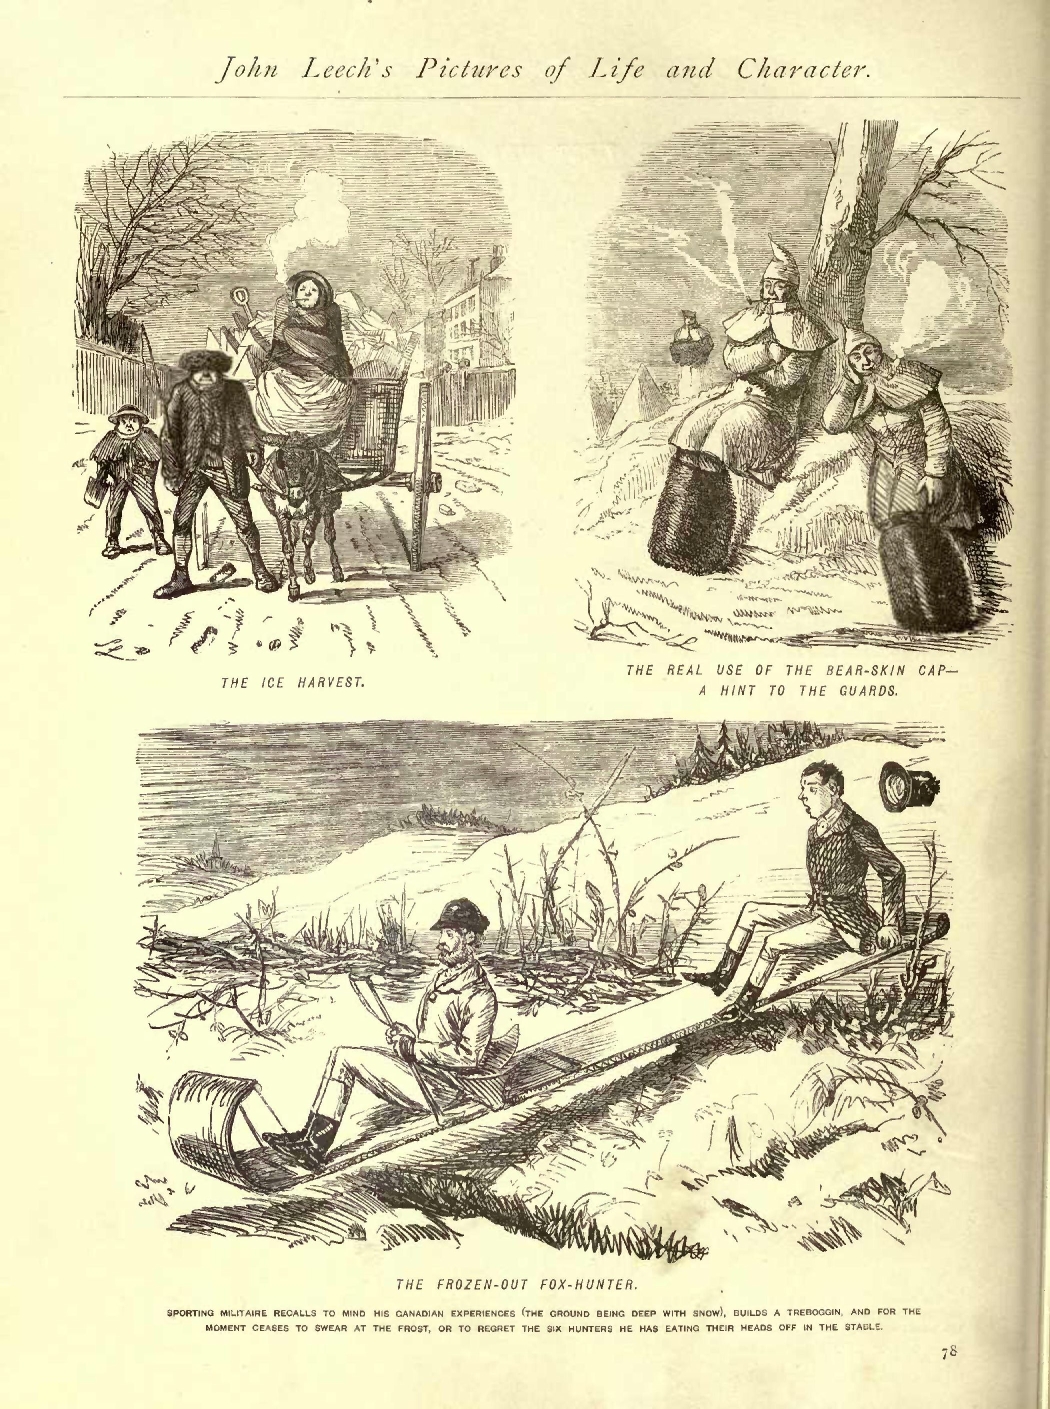 John Leech's Pictures of Life and Character.
THE ICE HARVEST.
THE REAL USE OF THE BEAR-SKIN CAP—
A HINT TO THE GUARDS.
THE FROZEN-OUT FOX-HUNTER.
SPORTING MILITAIRE RECALLS TO MIND HIS CANADIAN EXPERIENCES (THE GROUND BEING DEEP WITH SNOW), BUILDS A TREBOGGIN, AND FOR THE
MOMENT CEASES TO SWEAR AT THE FROST, OR TO REGRET THE SIX HUNTERS HE HAS EATING THEIR HEADS OFF IN THE STABLE.
78